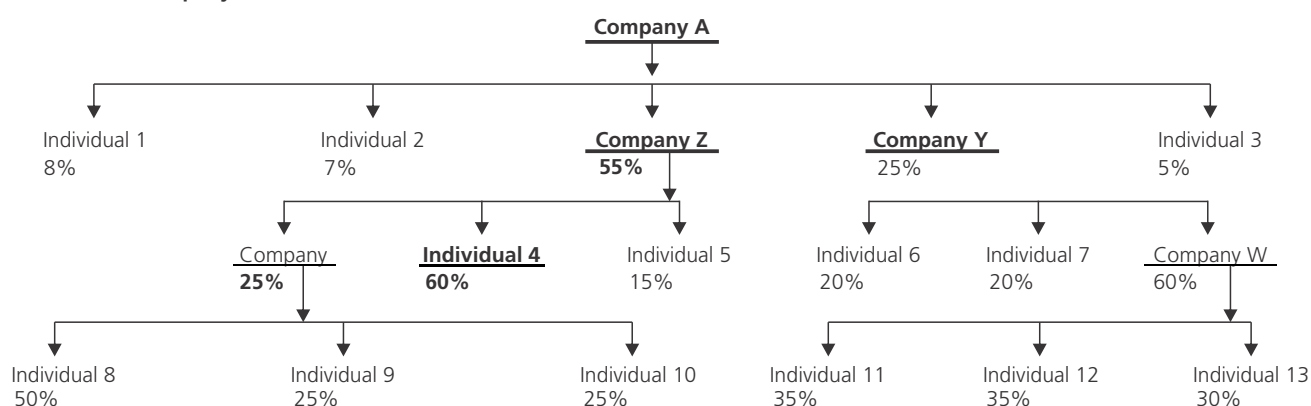 Company A
Individual 1 Individual 2 Company Z Company Y Individual 3
8% 7% 55% 25% 5%
Company Individual 4 Individual 5 Individual 6 Individual 7 Company W
25% 60% 15% 20% 20% 60%
Individual 8 Individual 9 Individual 10 Individual 11 Individual 12 Individual 13
50% 25% 25% 35% 35% 30%